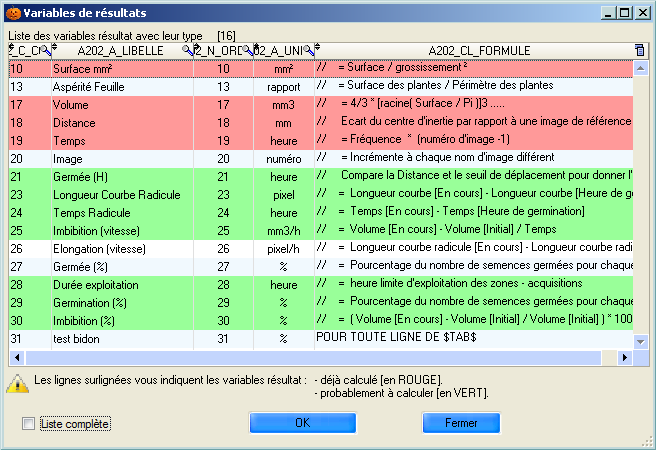 Variables de résultats
Liste des variables résultat avec leur type [16]
A202_A_LIBELLE A202_CL_FORMULE
10 Surface mm² 10 mm² // = Surface / grossissement²
13 Aspérité Feuille 13 rapport // = Surface des plantes / Périmètre des plantes
17 Volume 17 mm3 // = 4/3 * [racine( Surface / Pi )]3 .....
18 Distance 18 mm // Ecart du centre d'inertie par rapport à une image de référence
19 Temps 19 heure // = Fréquence * (numéro d'image -1)
20 Image 20 numéro // = Incrémente à chaque nom d'image différent
21 Germée (H) 21 heure // Compare la Distance et le seuil de déplacement pour donner l'
23 Longueur Courbe Radicule 23 pixel // = Longueur courbe [En cours] - Longueur courbe [Heure de g
24 Temps Radicule 24 heure // = Temps [En cours] - Temps [Heure de germination]
25 Imbibition (vitesse) 25 mm3/h // = Volume [En cours] - Volume [Initial] / Temps
26 Elongation (vitesse) 26 pixel/h // = Longueur courbe radicule [En cours] - Longueur courbe rad
27 Germée (%) 27 % // = Pourcentage du nombre de semences germées pour chaque
28 Durée exploitation 28 heure // = heure limite d'exploitation des zones - acquisitions
29 Germination (%) 29 % // = Pourcentage du nombre de semences germées pour chaque
30 Imbibition (%) 30 % // = ( Volume [En cours] - Volume [Initial] / Volume [Initial] ) * 100
31 test bidon 31 % POUR TOUTE LIGNE DE $TAB$
Les lignes surlignées vous indiquent les variables résultat : - déjà calculé [en ROUGE].
- probablement à calculer [en VERT].
Liste complète OK Fermer